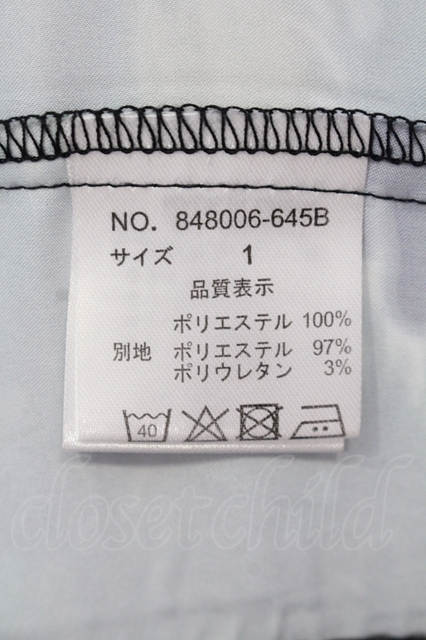 NO. 848006-645B
サイズ 1
品質表示
ポリエステル 100%
別地 ポリエステル 97%
ポリウレタン 3%
40
closetchild